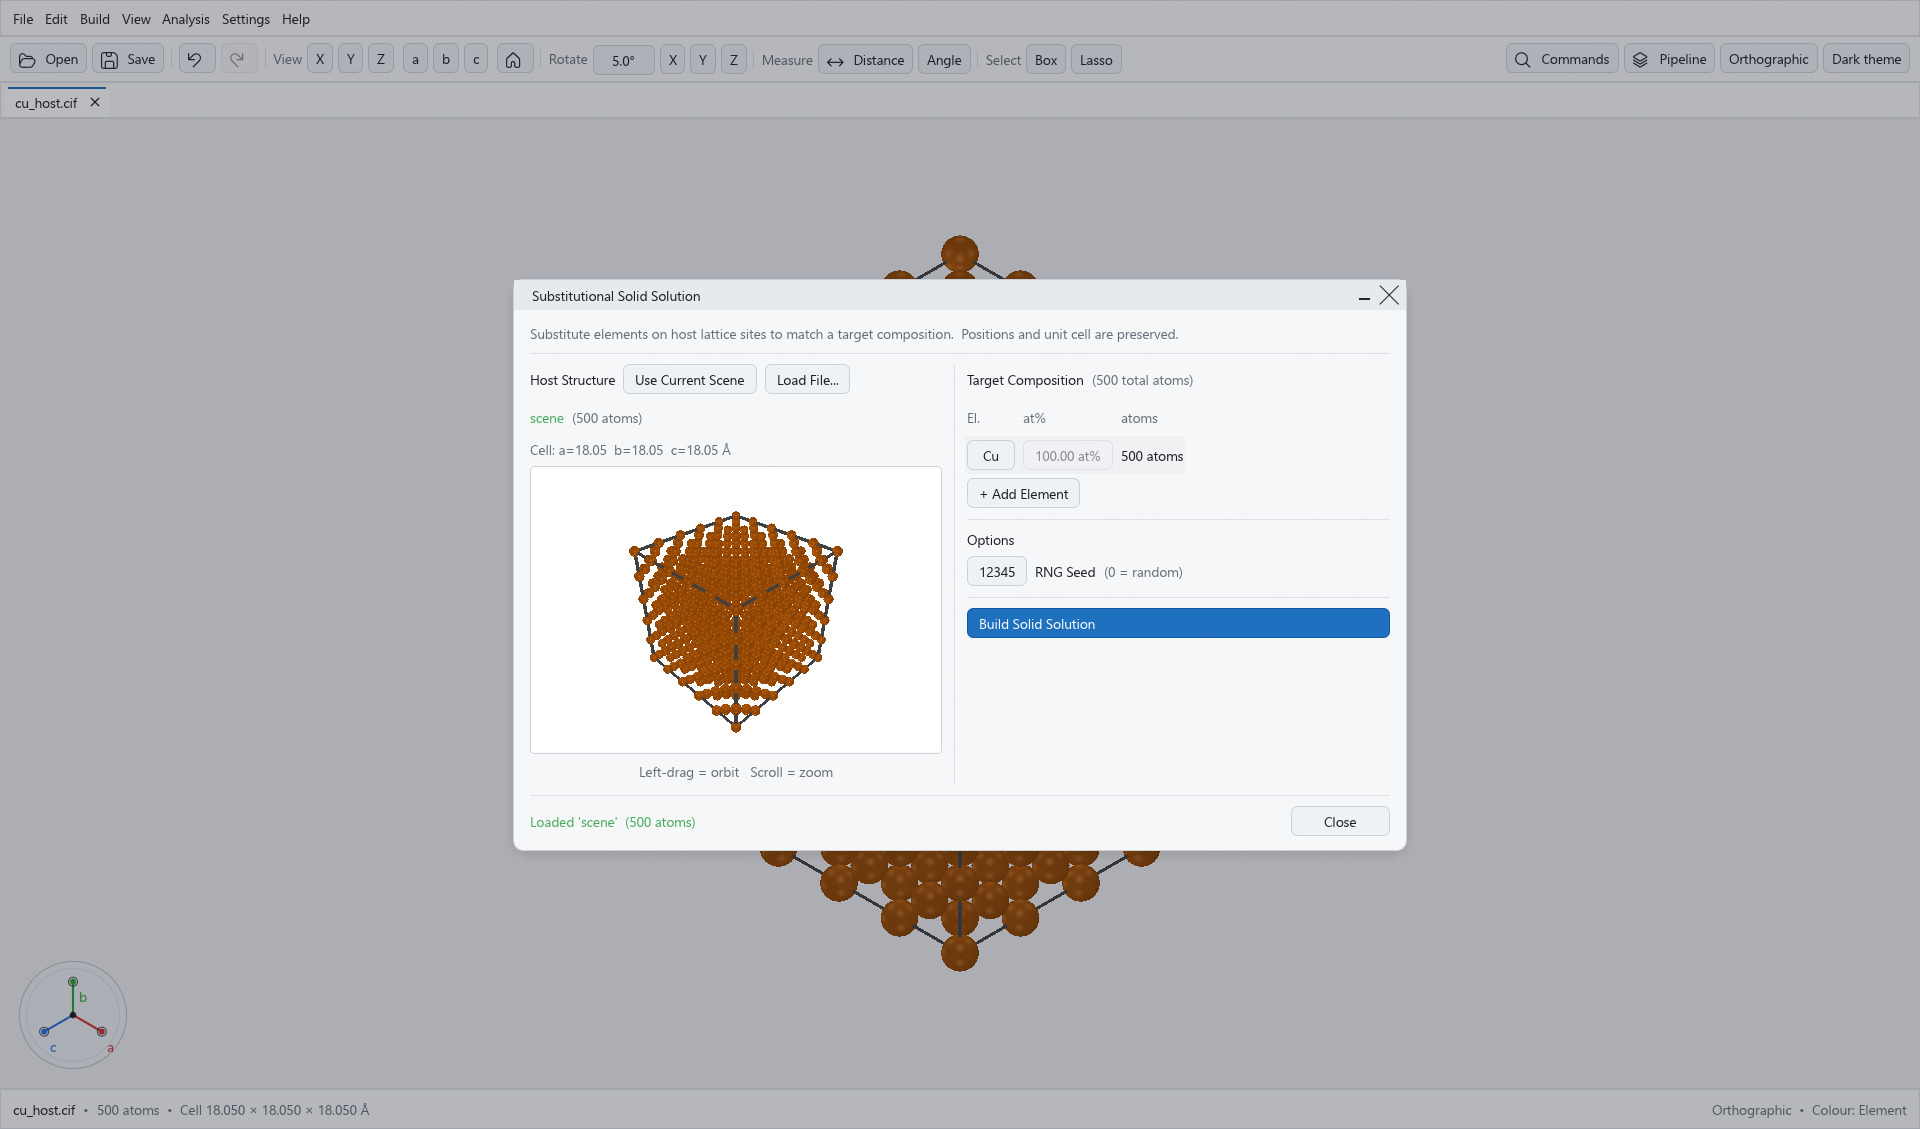 File Edit Build View Analysis Settings Help
Open Save View X Y Z a b c Rotate 5.0° X Y Z Measure Distance Angle Select Box Lasso Commands Pipeline Orthographic Dark theme
cu_host.cif
Substitutional Solid Solution
Substitute elements on host lattice sites to match a target composition. Positions and unit cell are preserved.
Host Structure Use Current Scene Load File...
scene (500 atoms)
Cell: a=18.05 b=18.05 c=18.05 Å
Left-drag = orbit Scroll = zoom
Target Composition (500 total atoms)
El. at% atoms
Cu 100.00 at% 500 atoms
+ Add Element
Options
12345 RNG Seed (0 = random)
Build Solid Solution
Loaded 'scene' (500 atoms)
Close
b
c a
cu_host.cif • 500 atoms • Cell 18.050 × 18.050 × 18.050 Å
Orthographic • Colour: Element